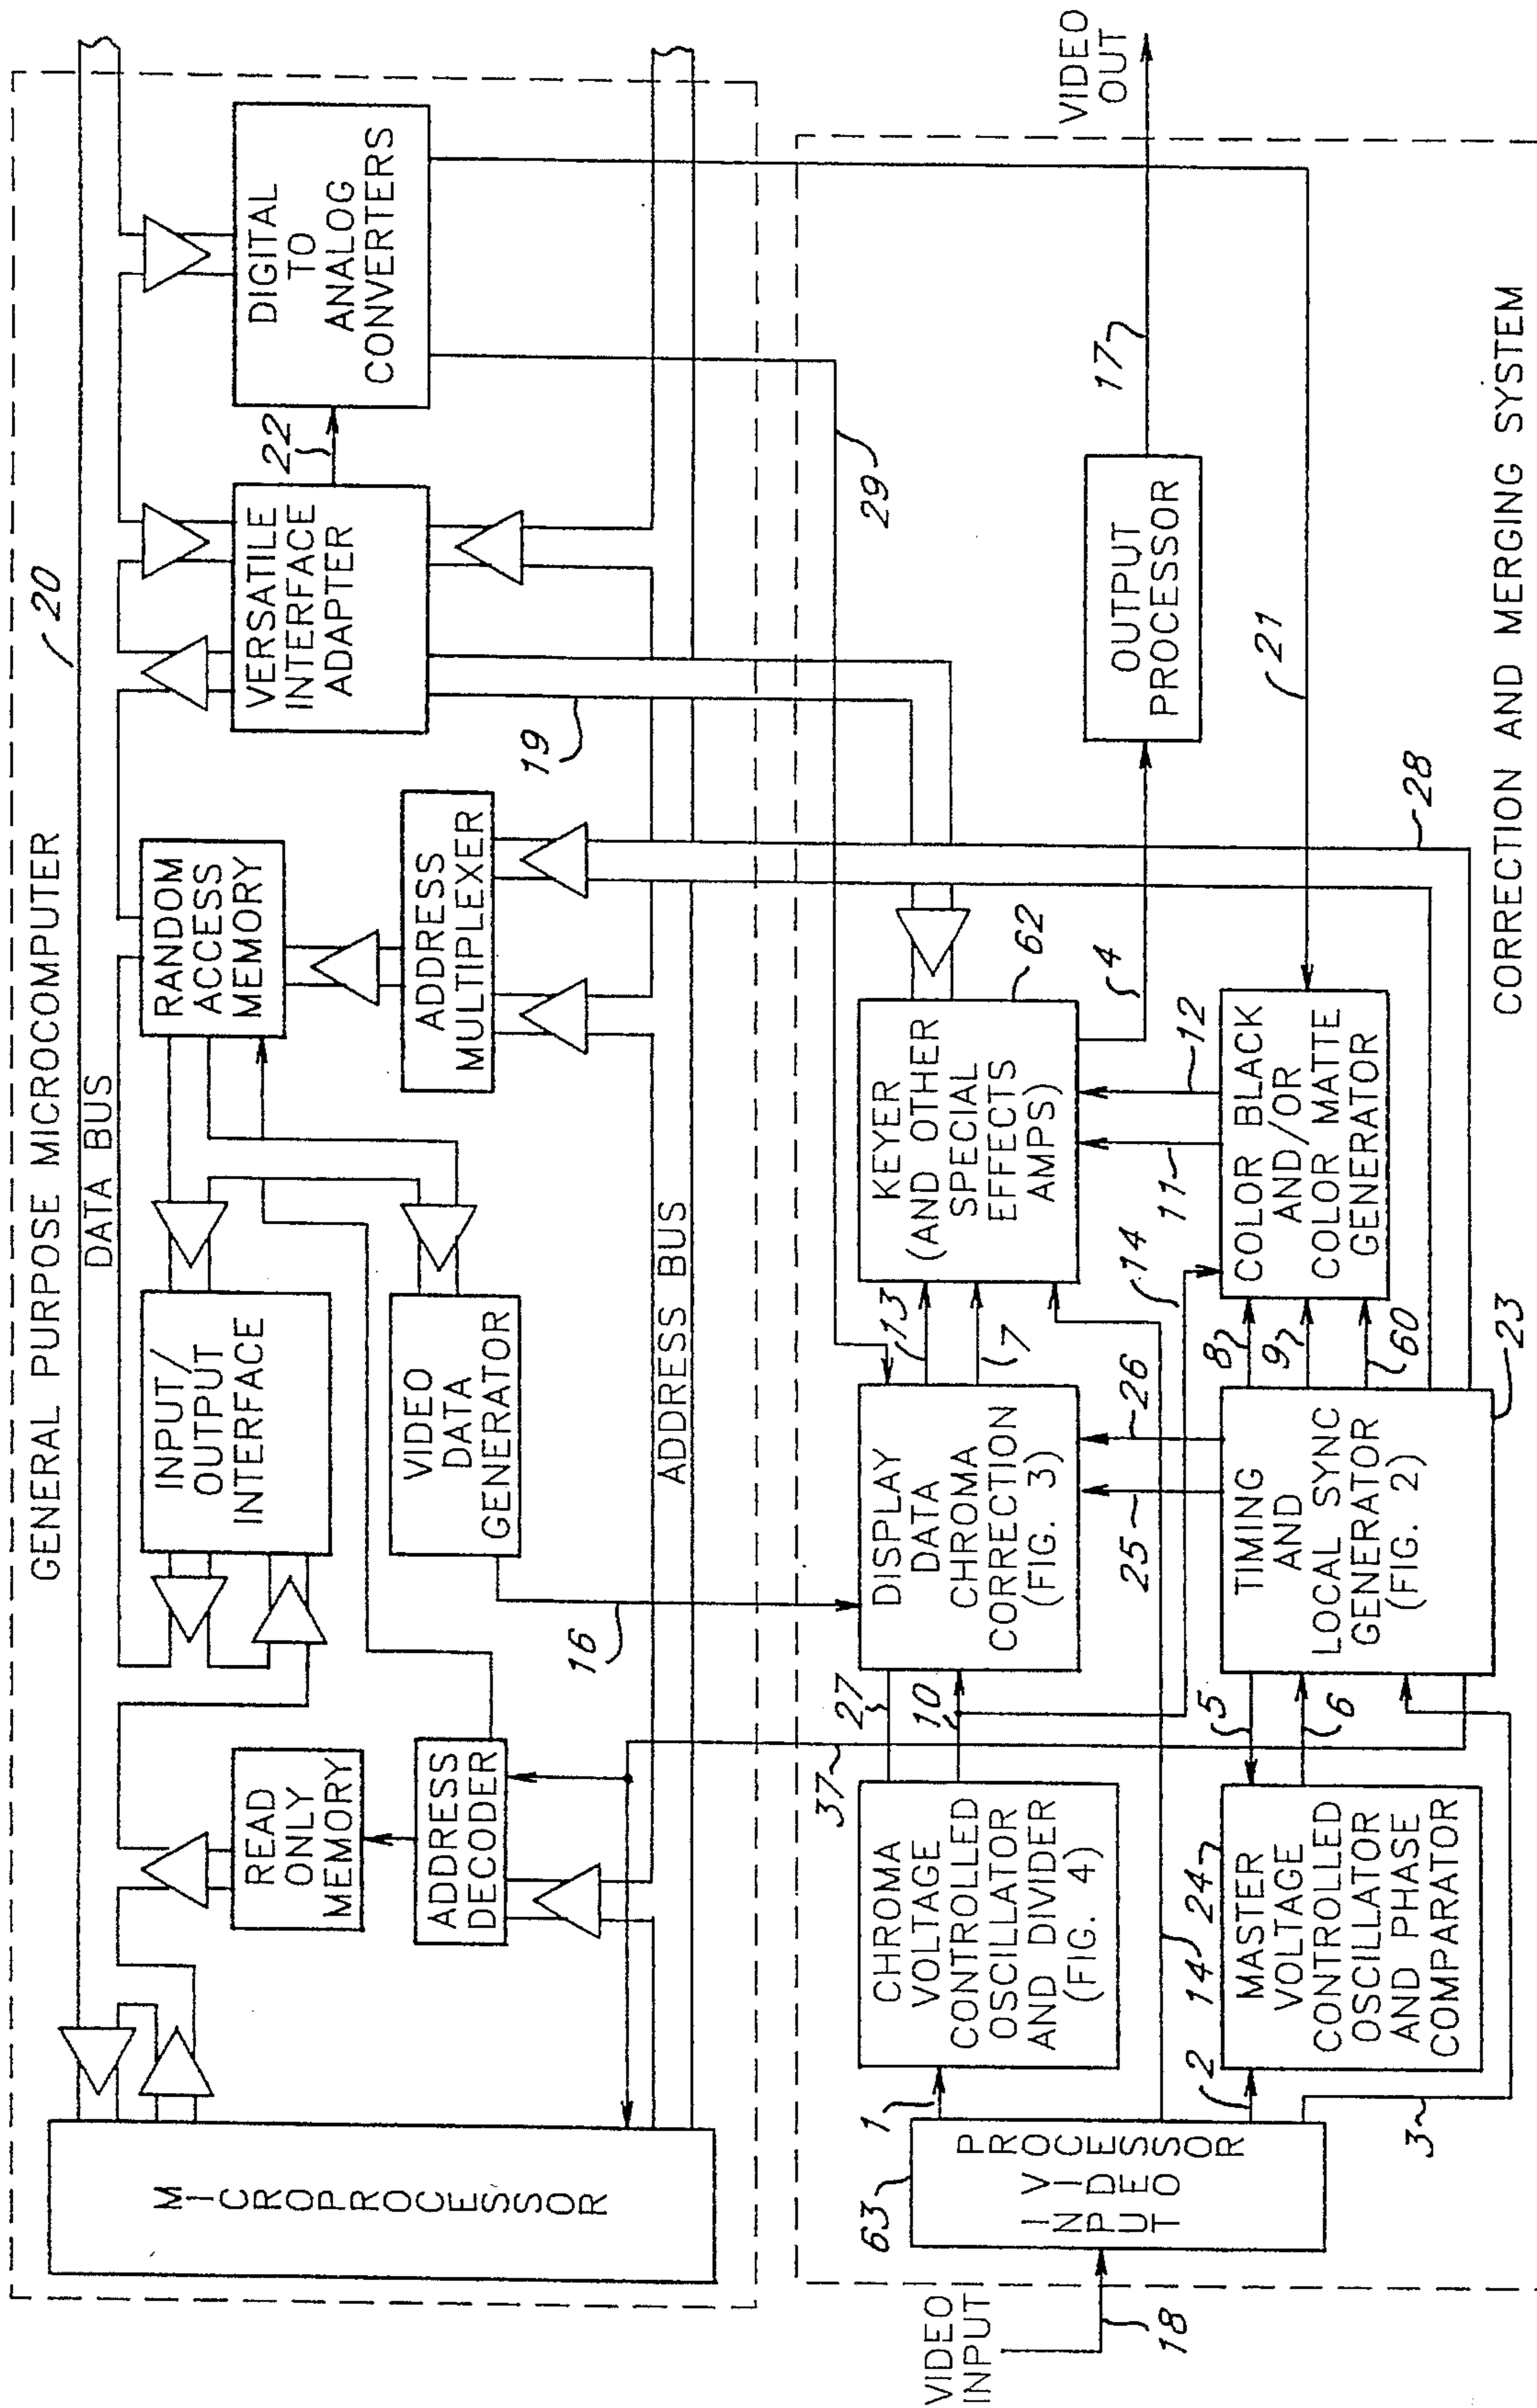 GENERAL PURPOSE MICROCOMPUTER
20
DATA BUS
MICROPROCESSOR
READ
ONLY
MEMORY
ADDRESS
DECODER
INPUT/
OUTPUT
INTERFACE
VIDEO
DATA
GENERATOR
RANDOM
ACCESS
MEMORY
ADDRESS
MULTIPLEXER
VERSATILE
INTERFACE
ADAPTER
22
DIGITAL
TO
ANALOG
CONVERTERS
19
16
ADDRESS BUS
29
37
VIDEO
INPUT
18
63
INPUT
VIDEO
PROCESSOR
1
2
3
CHROMA
VOLTAGE
CONTROLLED
OSCILLATOR
AND DIVIDER
(FIG. 4)
27
10
14
24
MASTER
VOLTAGE
CONTROLLED
OSCILLATOR
AND PHASE
COMPARATOR
5
6
DISPLAY
DATA
CHROMA
CORRECTION
(FIG. 3)
25
26
TIMING
AND
LOCAL SYNC
GENERATOR
(FIG. 2)
23
13
7
14
8
9
60
KEYER
(AND OTHER
SPECIAL
EFFECTS
AMPS)
62
11
12
COLOR BLACK
AND/OR
COLOR MATTE
GENERATOR
4
28
21
OUTPUT
PROCESSOR
17
VIDEO
OUT
CORRECTION AND MERGING SYSTEM